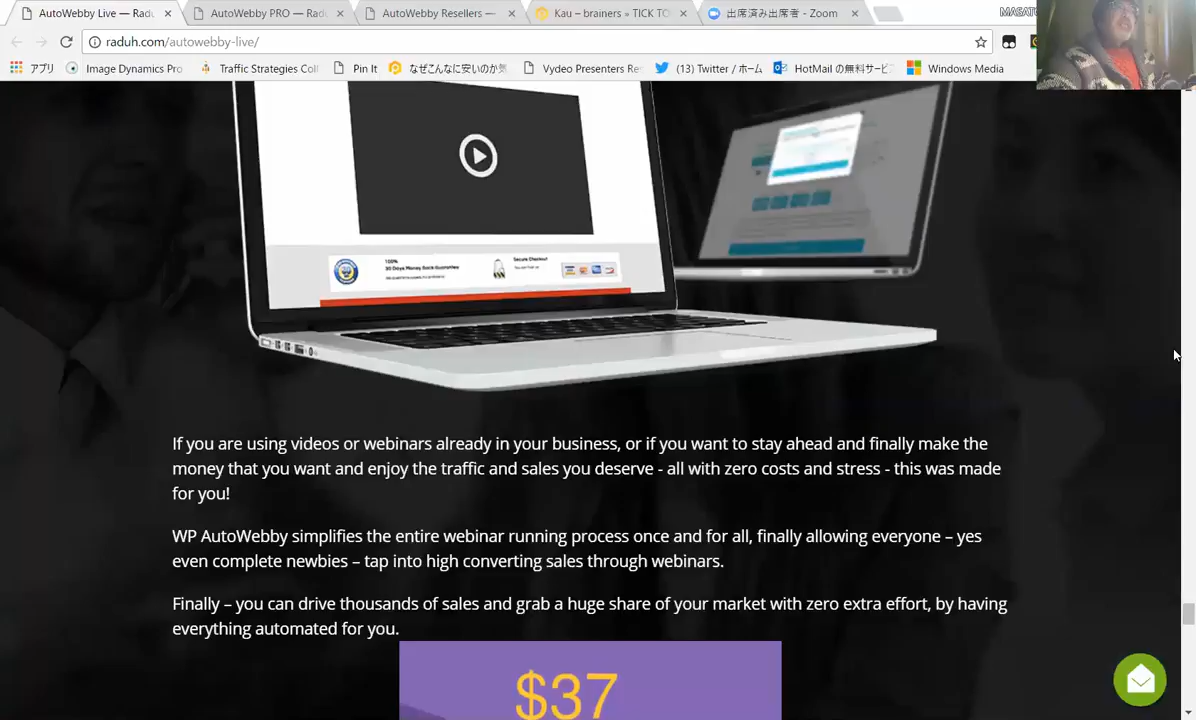 AutoWebby Live — Radu
AutoWebby PRO — Radu
AutoWebby Resellers —
Kau – brainers » TICK TO
出席済み出席者 - Zoom
raduh.com/autowebby-live/
アプリ
Image Dynamics Pro
Traffic Strategies Coll
Pin It
なぜこんなに安いのか気
Vydeo Presenters Re
(13) Twitter / ホーム
HotMail の無料サービ
Windows Media
100%
30 Days Money Back Guarantee
Secure Checkout
If you are using videos or webinars already in your business, or if you want to stay ahead and finally make the
money that you want and enjoy the traffic and sales you deserve - all with zero costs and stress - this was made
for you!
WP AutoWebby simplifies the entire webinar running process once and for all, finally allowing everyone – yes
even complete newbies – tap into high converting sales through webinars.
Finally – you can drive thousands of sales and grab a huge share of your market with zero extra effort, by having
everything automated for you.
$37